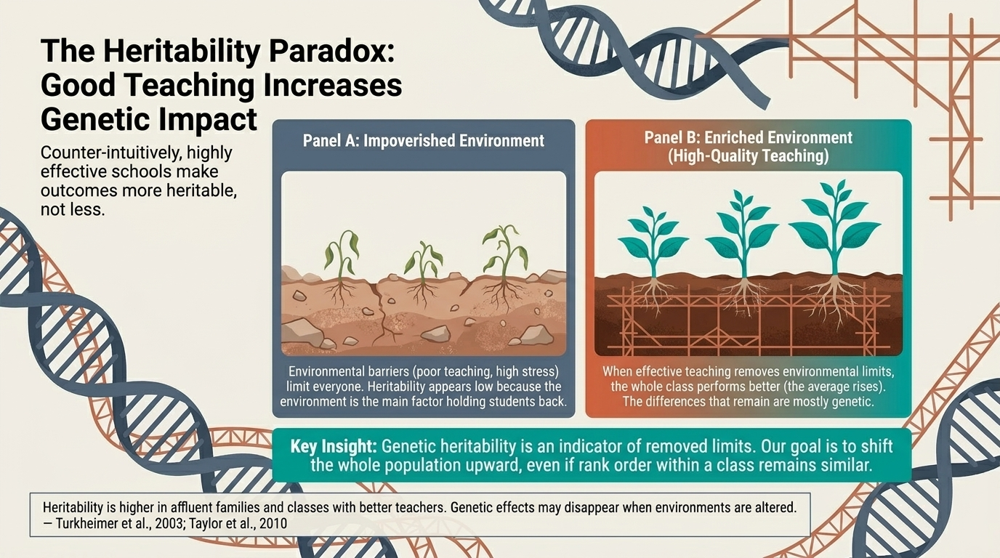 The Heritability Paradox:
Good Teaching Increases
Genetic Impact
Counter-intuitively, highly
effective schools make
outcomes more heritable,
not less.
Panel A: Impoverished Environment
Environmental barriers (poor teaching, high stress)
limit everyone. Heritability appears low because the
environment is the main factor holding students back.
Panel B: Enriched Environment
(High-Quality Teaching)
When effective teaching removes environmental limits,
the whole class performs better (the average rises).
The differences that remain are mostly genetic.
Key Insight: Genetic heritability is an indicator of removed limits. Our goal is to shift
the whole population upward, even if rank order within a class remains similar.
Heritability is higher in affluent families and classes with better teachers. Genetic effects may disappear when environments are altered.
— Turkheimer et al., 2003; Taylor et al., 2010